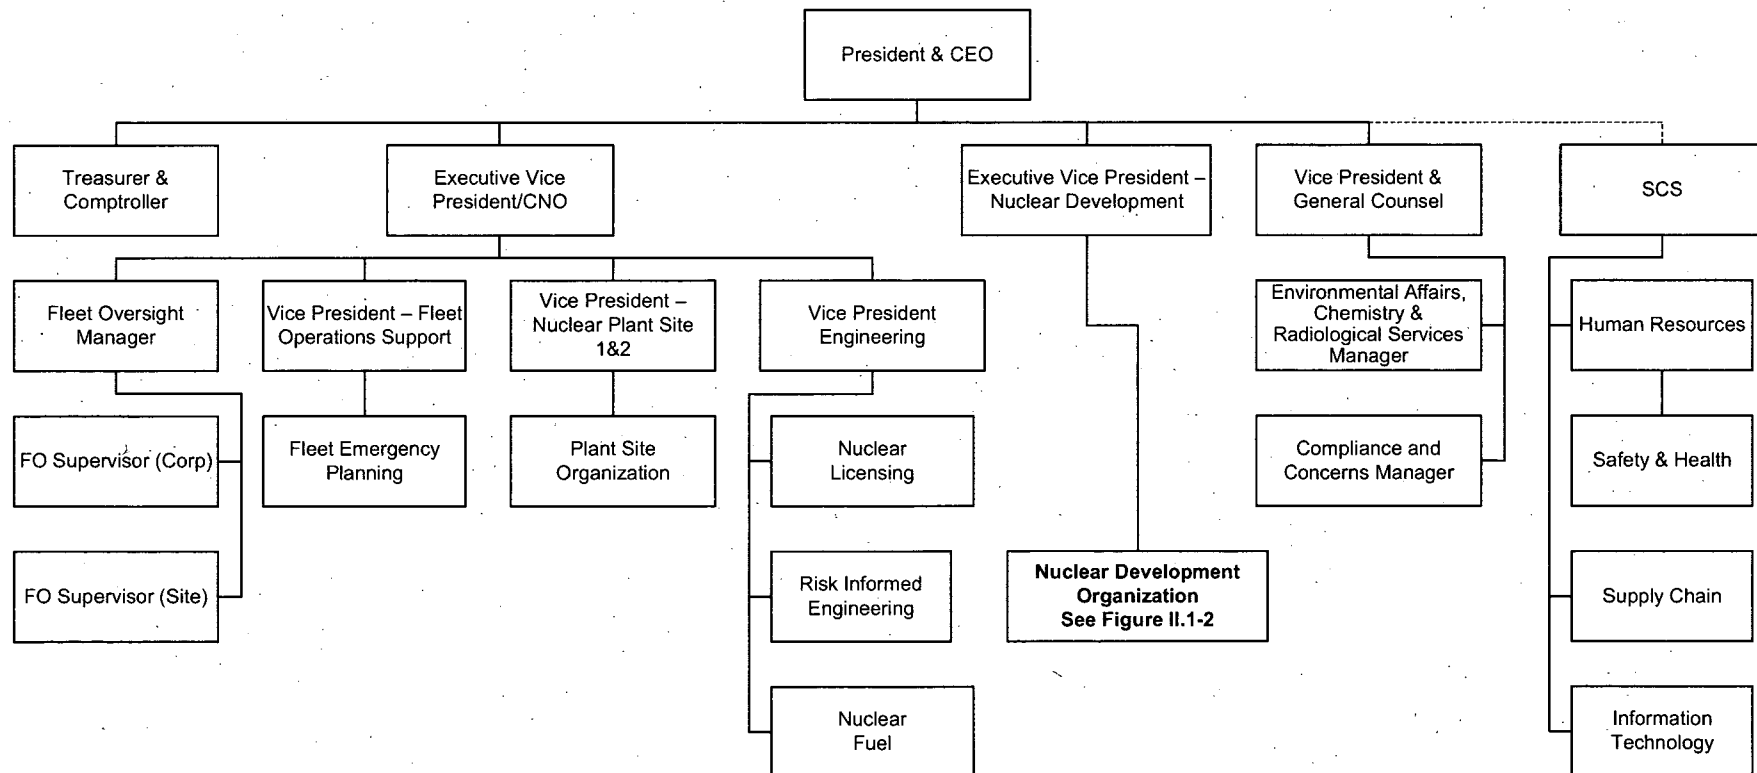 President & CEO
Treasurer &
Comptroller
Executive Vice
President/CNO
Executive Vice President –
Nuclear Development
Vice President &
General Counsel
SCS
Fleet Oversight
Manager
Vice President – Fleet
Operations Support
Vice President –
Nuclear Plant Site
1&2
Vice President
Engineering
Environmental Affairs,
Chemistry &
Radiological Services
Manager
Human Resources
FO Supervisor (Corp)
Fleet Emergency
Planning
Plant Site
Organization
Nuclear
Licensing
Compliance and
Concerns Manager
Safety & Health
FO Supervisor (Site)
Risk Informed
Engineering
Nuclear Development
Organization
See Figure II.1-2
Supply Chain
Nuclear
Fuel
Information
Technology